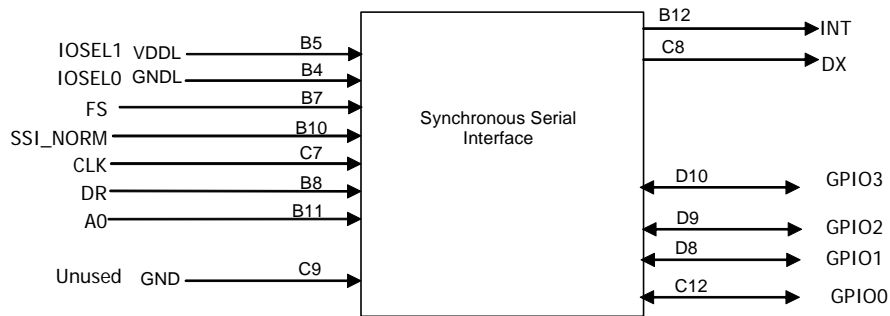 B12
INT
IOSEL1 VDDL B5
C8
DX
IOSEL0 GNDL B4
FS B7
SSI_NORM B10
Synchronous Serial
Interface
CLK C7
DR B8
D10 GPIO3
A0 B11
D9 GPIO2
D8 GPIO1
Unused GND C9
C12 GPIO0